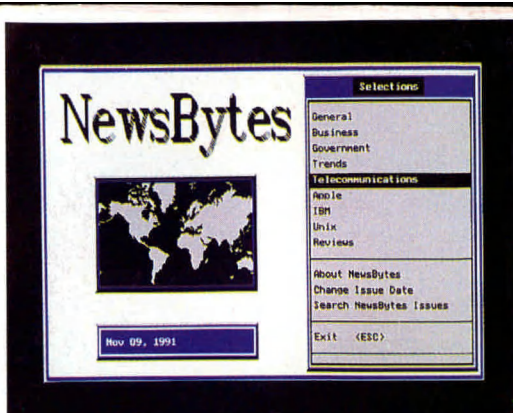 NewsBytes
Nov 09, 1991
Selections
General
Business
Government
Trends
Telecommunications
Apple
IBM
Unix
Reviews
About NewsBytes
Change Issue Date
Search NewsBytes Issues
Exit <ESC>